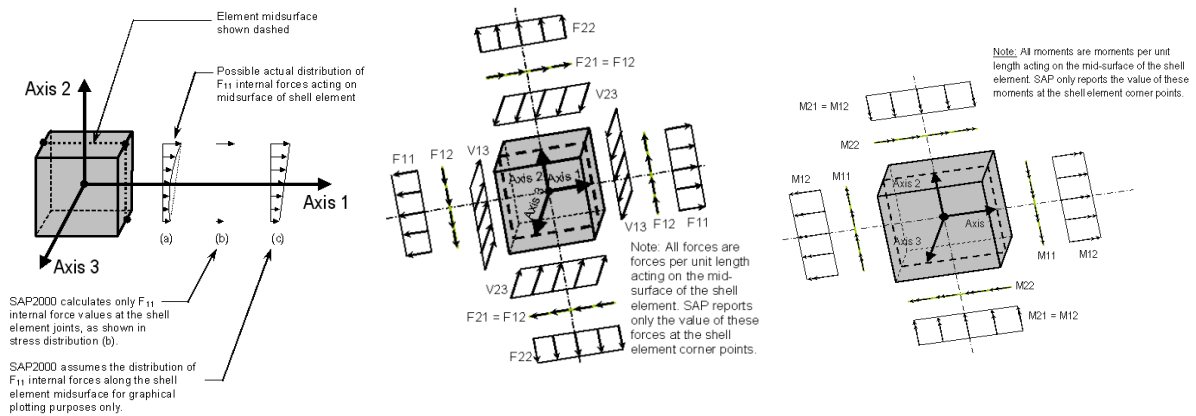 Element midsurface
shown dashed
Possible actual distribution of
F11 internal forces acting on
midsurface of shell element
Axis 2
Axis 1
Axis 3
(a)
(b)
(c)
SAP2000 calculates only F11
internal force values at the shell
element joints, as shown in
stress distribution (b).
SAP2000 assumes the distribution of
F11 internal forces along the shell
element midsurface for graphical
plotting purposes only.
F22
F21 = F12
V23
F11
F12
V13
Axis 2
Axis 1
Axis 3
V13
F12
F11
V23
F21 = F12
F22
Note: All forces are
forces per unit length
acting on the mid-
surface of the shell
element. SAP reports
only the value of these
forces at the shell
element corner points.
Note: All moments are moments per unit
length acting on the mid-surface of the shell
element. SAP only reports the value of these
moments at the shell element corner points.
M21 = M12
M22
M12
M11
Axis 2
Axis
Axis 3
M11
M12
M22
M21 = M12